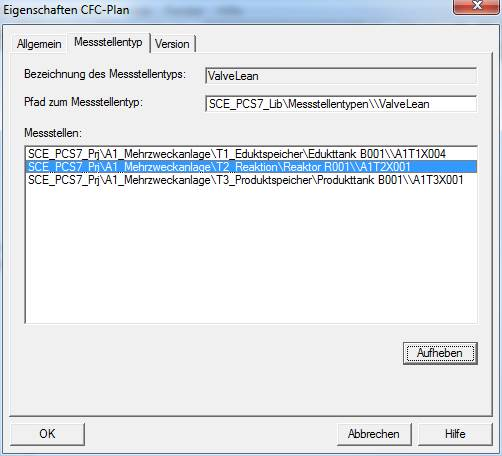 Eigenschaften CFC-Plan
Allgemein Messstellentyp Version
Bezeichnung des Messstellentyps: ValveLean
Pfad zum Messstellentyp: SCE_PCS7_Lib\Messstellentypen\\\ValveLean
Messstellen:
SCE_PCS7_Prj\A1_Mehrzweckanlage\T1_Eduktspeicher\Edukttank B001\\A1T1X004
SCE_PCS7_Prj\A1_Mehrzweckanlage\T2_Reaktion\Reaktor R001\\A1T2X001
SCE_PCS7_Prj\A1_Mehrzweckanlage\T3_Produktspeicher\Produkttank B001\\A1T3X001
Aufheben
OK Abbrechen Hilfe